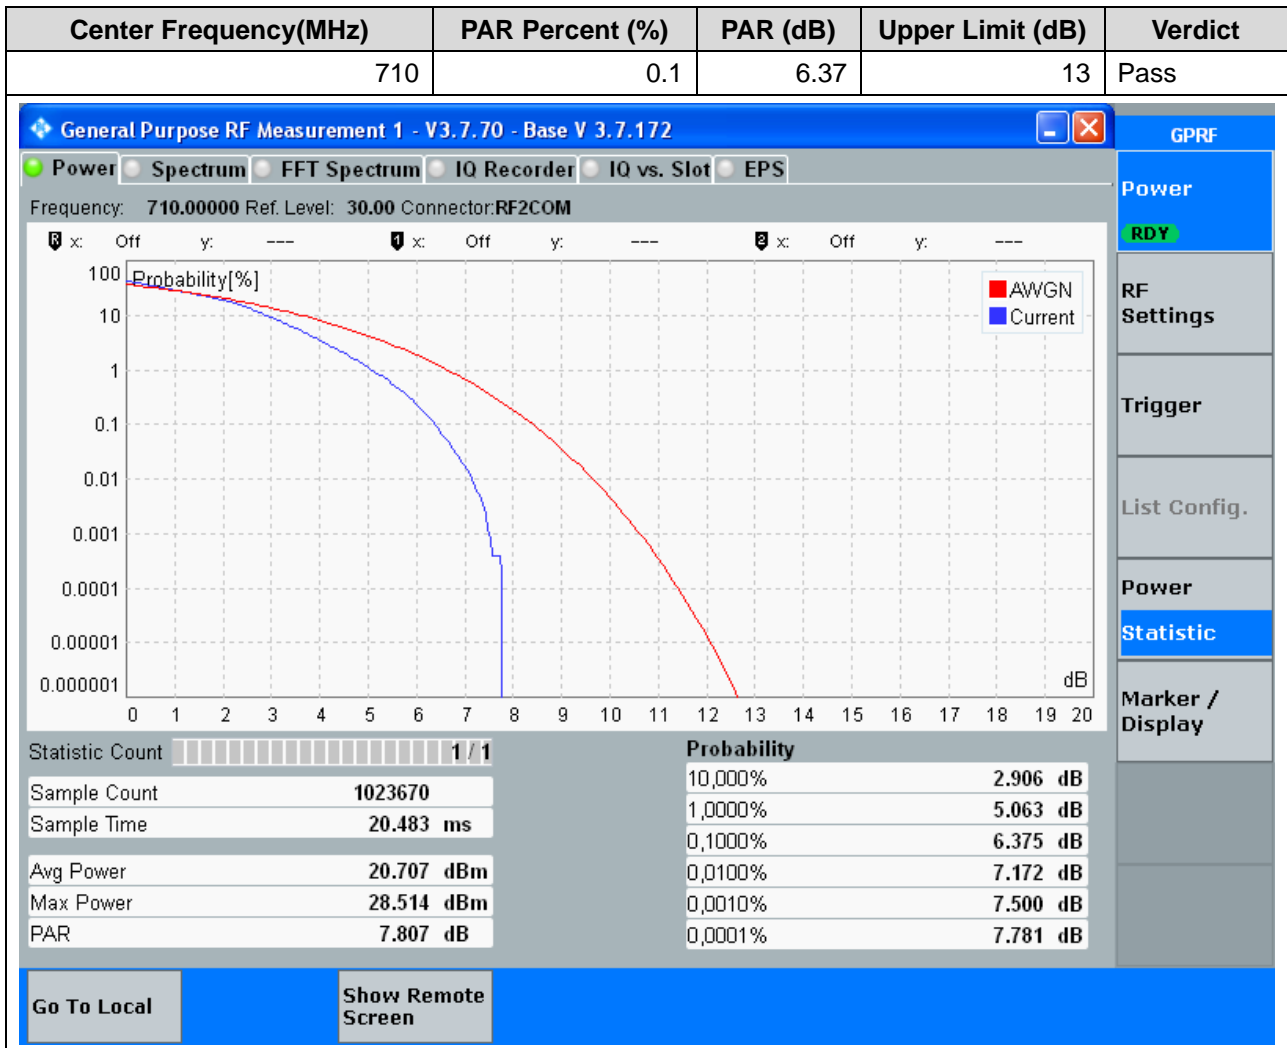 Center Frequency(MHz) PAR Percent (%) PAR (dB) Upper Limit (dB) Verdict
710 0.1 6.37 13 Pass
General Purpose RF Measurement 1 - V3.7.70 - Base V 3.7.172
GPRF
Power Spectrum FFT Spectrum IQ Recorder IQ vs. Slot EPS
Power
RDY
Frequency: 710.00000 Ref. Level: 30.00 Connector:RF2COM
R x: Off y: --- 1 x: Off y: --- 2 x: Off y: ---
Probability[%]
AWGN
Current
100
10
1
0.1
0.01
0.001
0.0001
0.00001
0.000001
dB
0 1 2 3 4 5 6 7 8 9 10 11 12 13 14 15 16 17 18 19 20
RF
Settings
Trigger
List Config.
Power
Statistic
Marker /
Display
Statistic Count 1 / 1
Sample Count 1023670
Sample Time 20.483 ms
Avg Power 20.707 dBm
Max Power 28.514 dBm
PAR 7.807 dB
Probability
10,000% 2.906 dB
1,0000% 5.063 dB
0,1000% 6.375 dB
0,0100% 7.172 dB
0,0010% 7.500 dB
0,0001% 7.781 dB
Go To Local
Show Remote
Screen